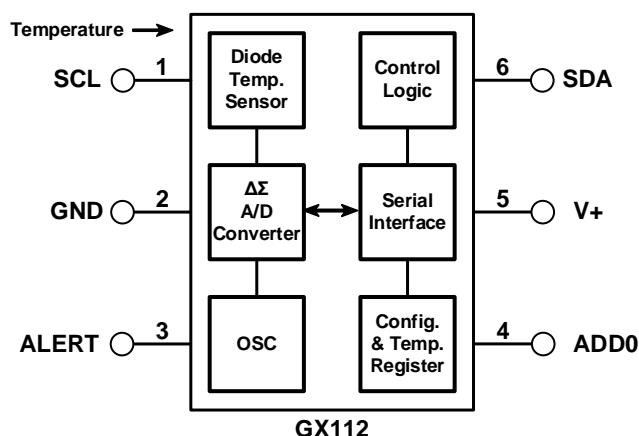 Temperature
SCL
1
Diode
Temp.
Sensor
Control
Logic
6
SDA
GND
2
ΔΣ
A/D
Converter
Serial
Interface
5
V+
ALERT
3
OSC
Config.
& Temp.
Register
4
ADD0
GX112